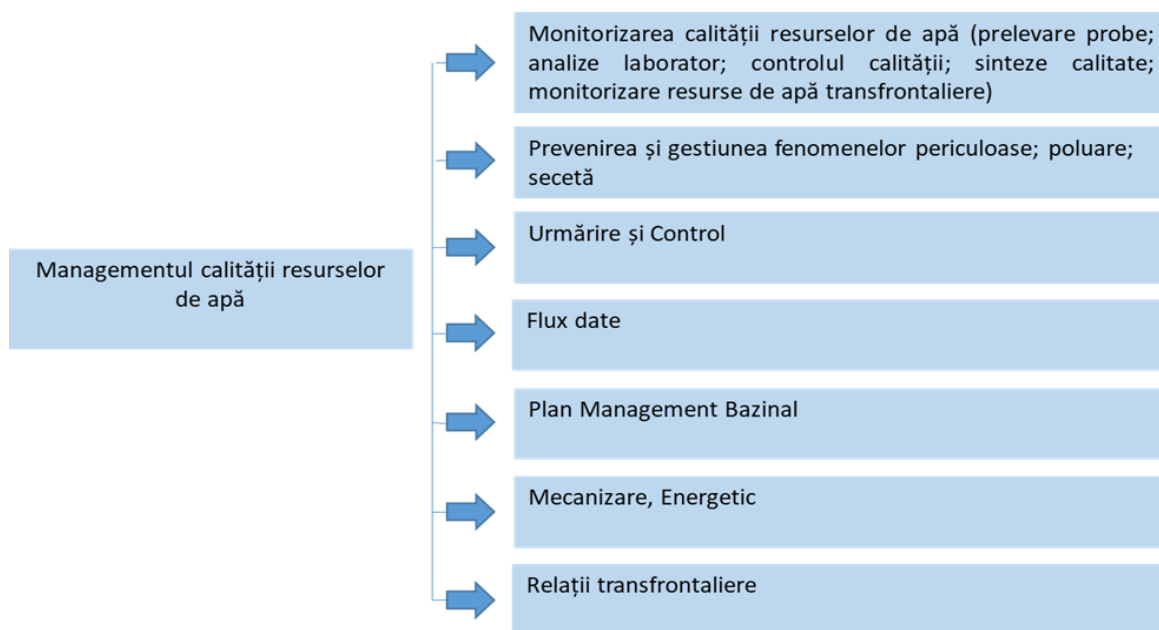 Managementul calității resurselor
de apă
Monitorizarea calității resurselor de apă (prelevare probe;
analize laborator; controlul calității; sinteze calitate;
monitorizare resurse de apă transfrontaliere)
Prevenirea și gestiunea fenomenelor periculoase; poluare;
secetă
Urmărire și Control
Flux date
Plan Management Bazinal
Mecanizare, Energetic
Relații transfrontaliere